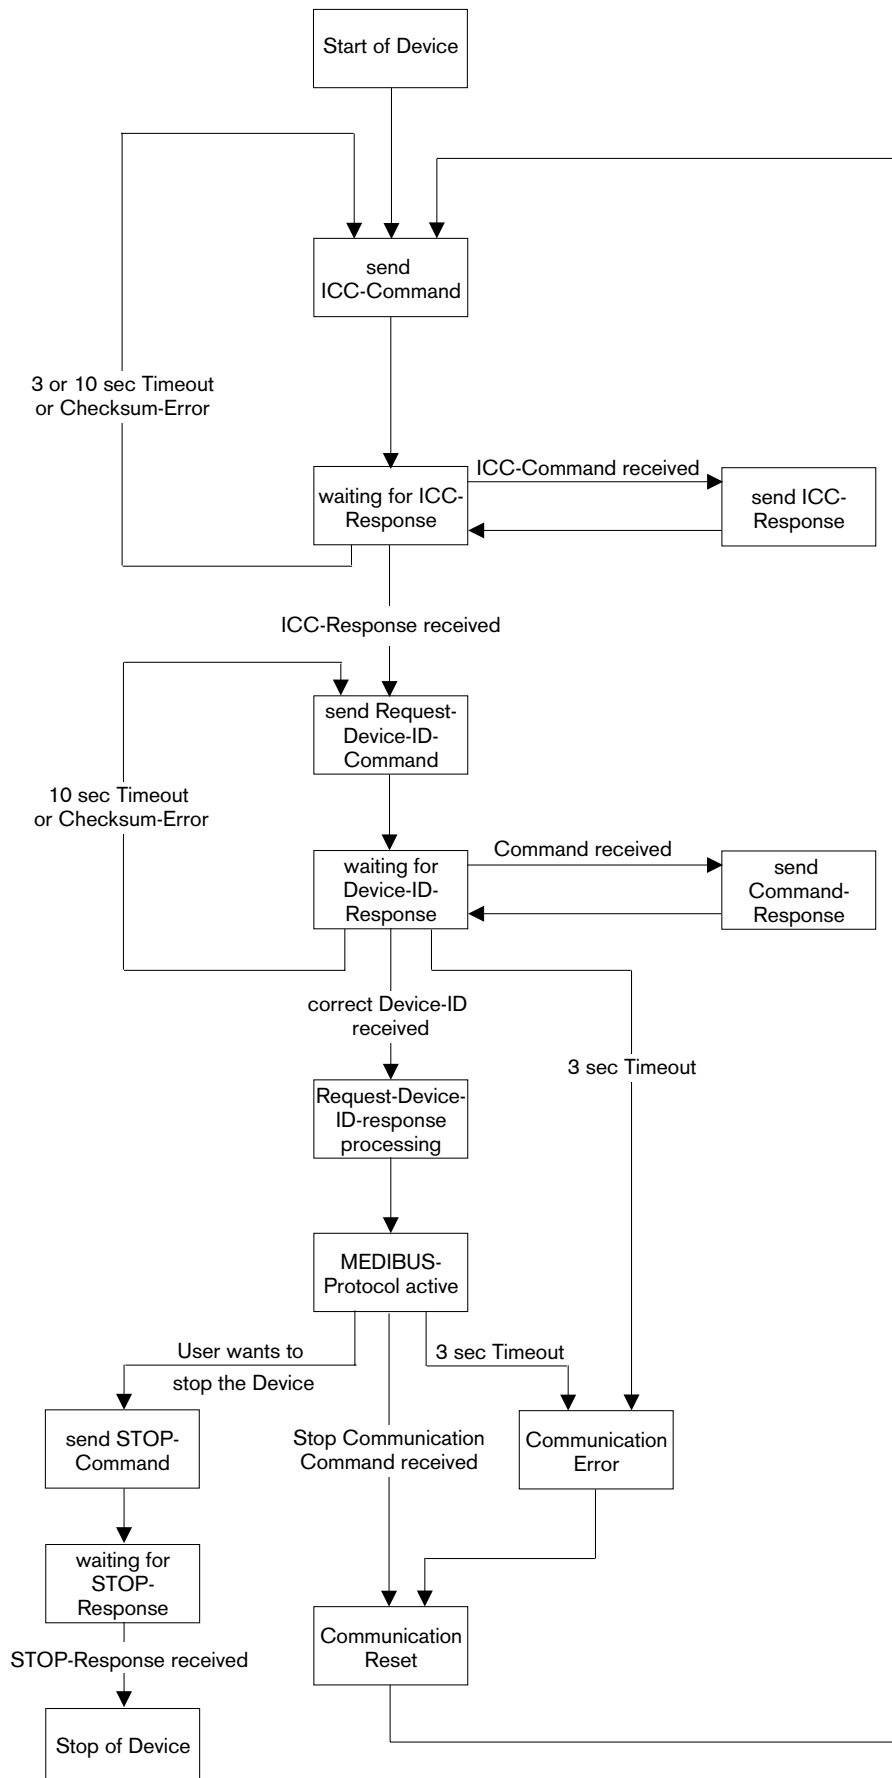 Start of Device
send
ICC-Command
3 or 10 sec Timeout
or Checksum-Error
waiting for ICC-
Response
ICC-Command received
send ICC-
Response
ICC-Response received
send Request-
Device-ID-
Command
10 sec Timeout
or Checksum-Error
waiting for
Device-ID-
Response
Command received
send
Command-
Response
correct Device-ID
received
3 sec Timeout
Request-Device-
ID-response
processing
MEDIBUS-
Protocol active
User wants to
stop the Device
3 sec Timeout
send STOP-
Command
Stop Communication
Command received
Communication
Error
waiting for
STOP-
Response
Communication
Reset
STOP-Response received
Stop of Device